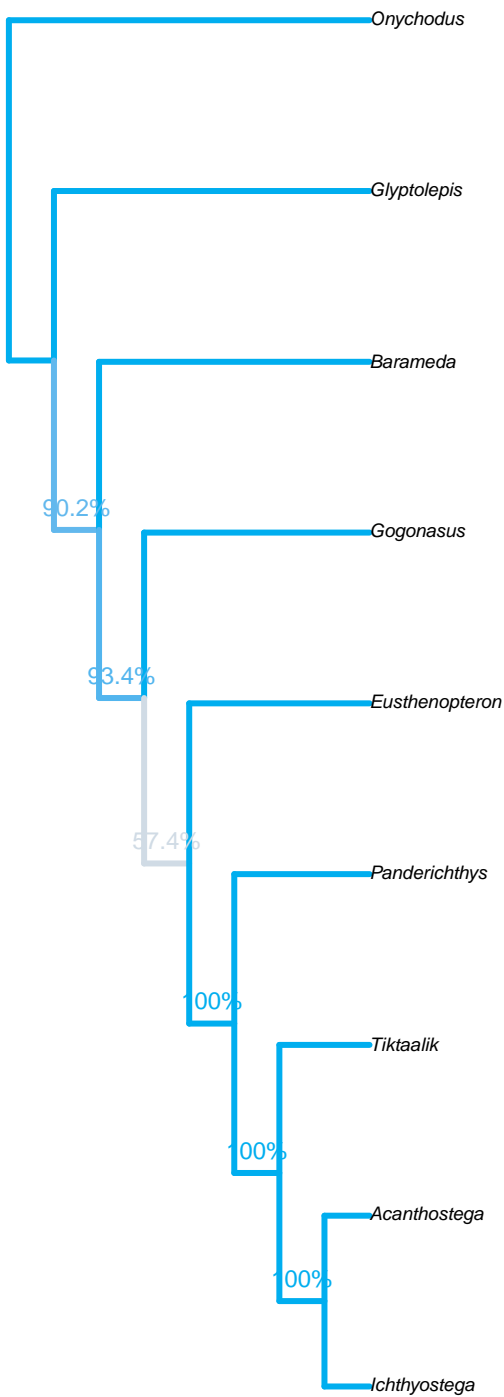 Onychodus
Glyptolepis
Barameda
90.2%
Gogonasus
93.4%
Eusthenopteron
57.4%
Panderichthys
100%
Tiktaalik
100%
Acanthostega
100%
Ichthyostega